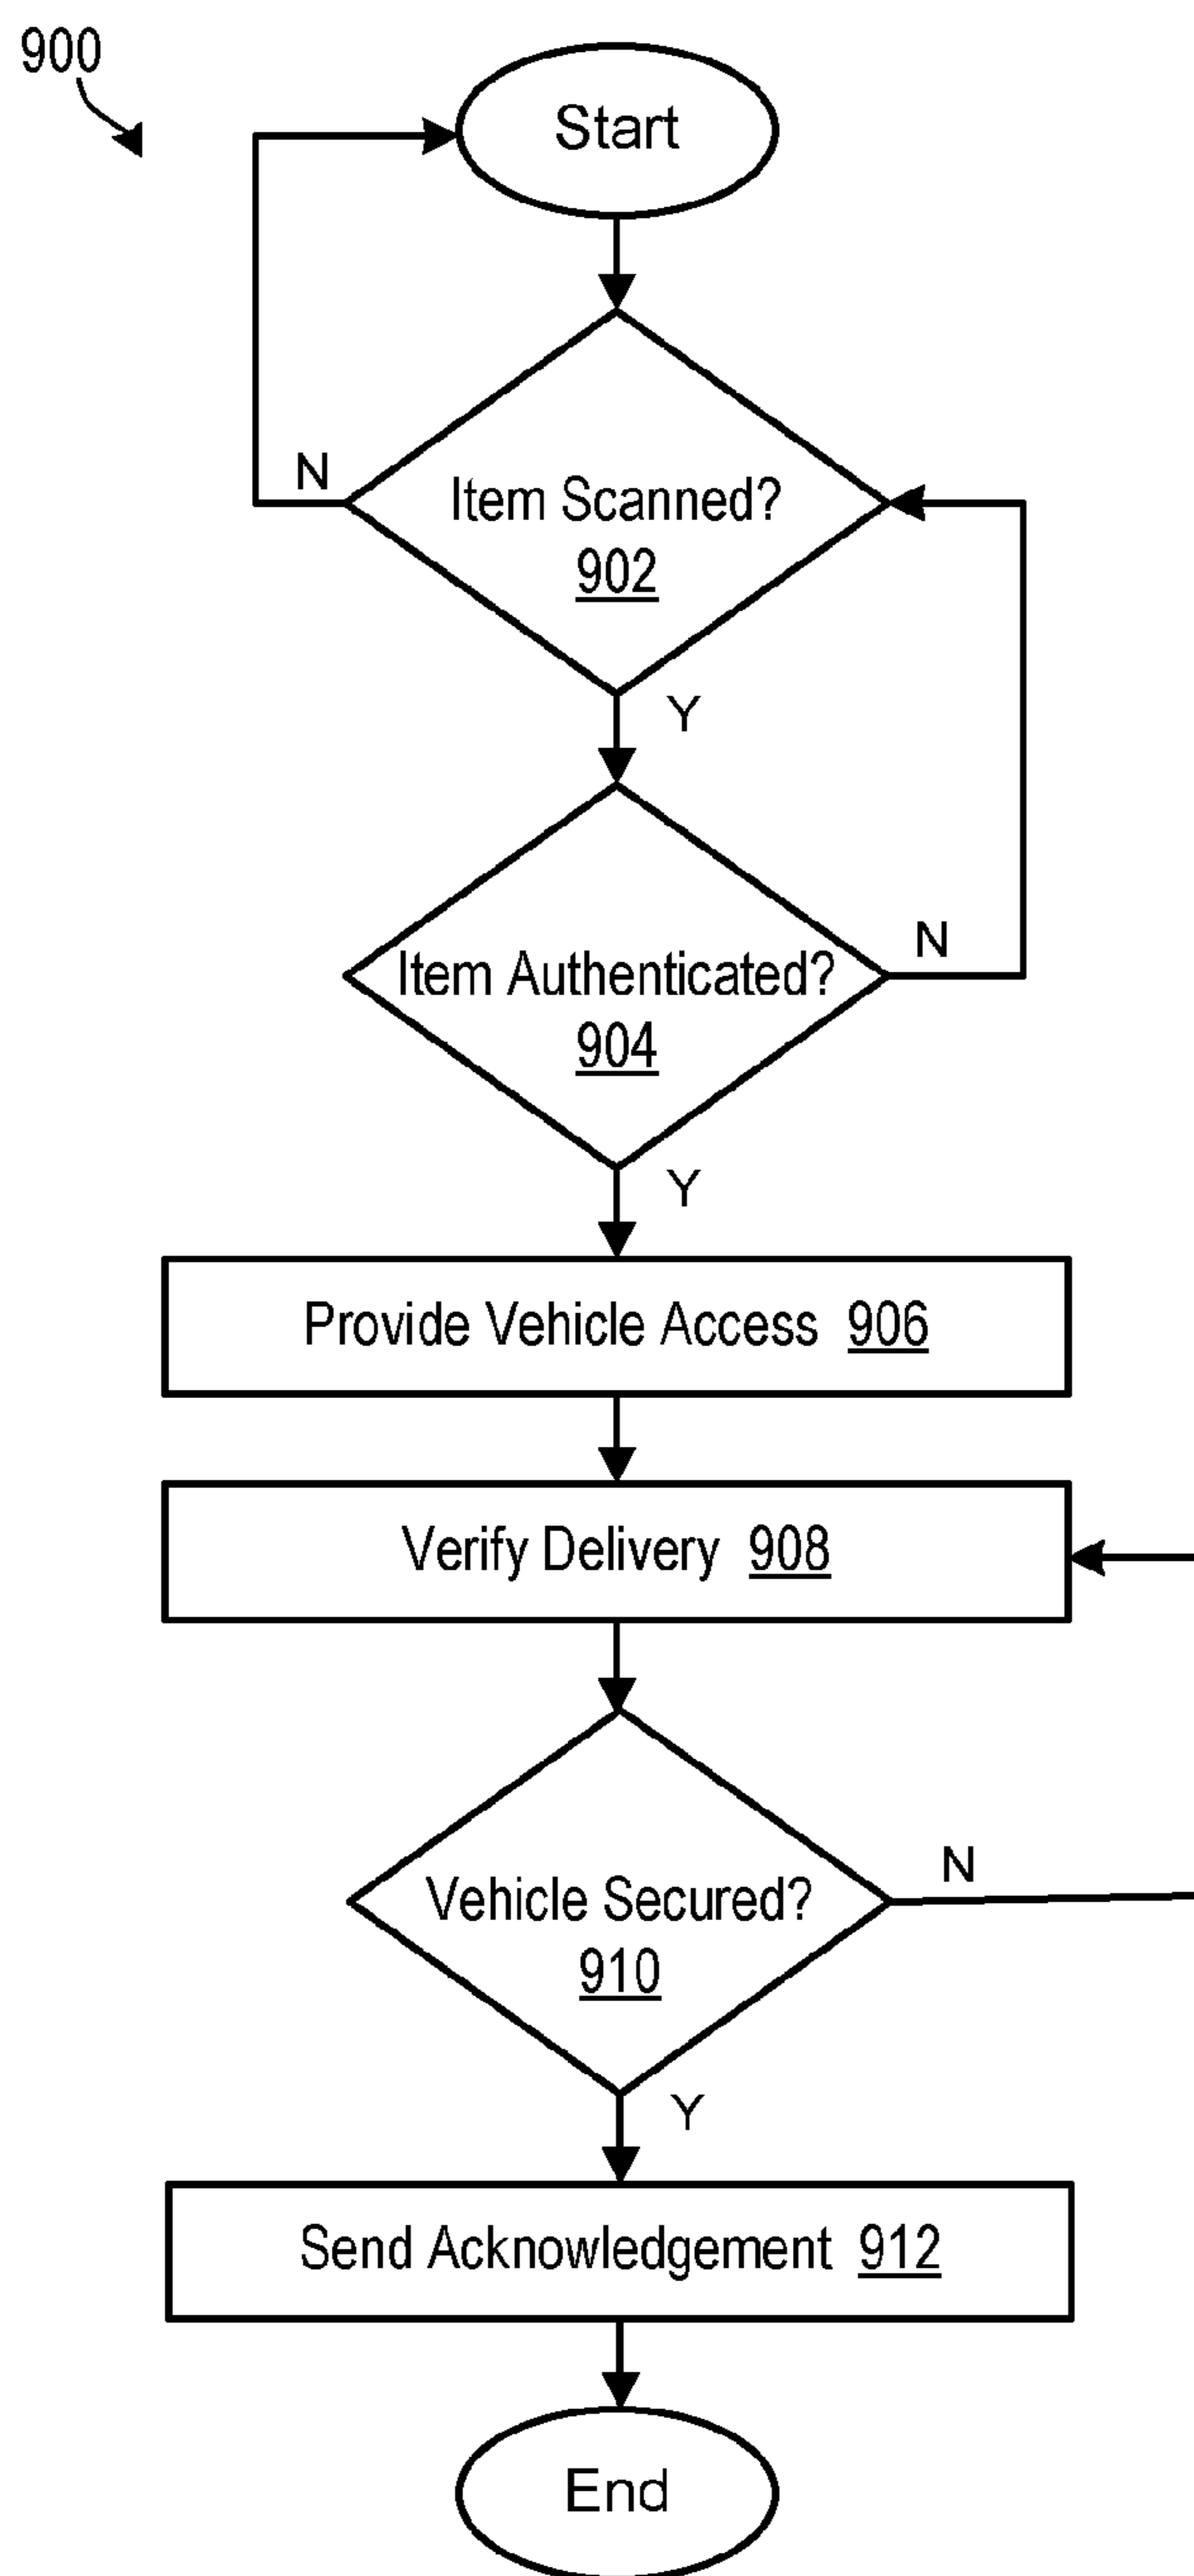 900
Start
N
Item Scanned?
902
Y
N
Item Authenticated?
904
Y
Provide Vehicle Access 906
Verify Delivery 908
N
Vehicle Secured?
910
Y
Send Acknowledgement 912
End